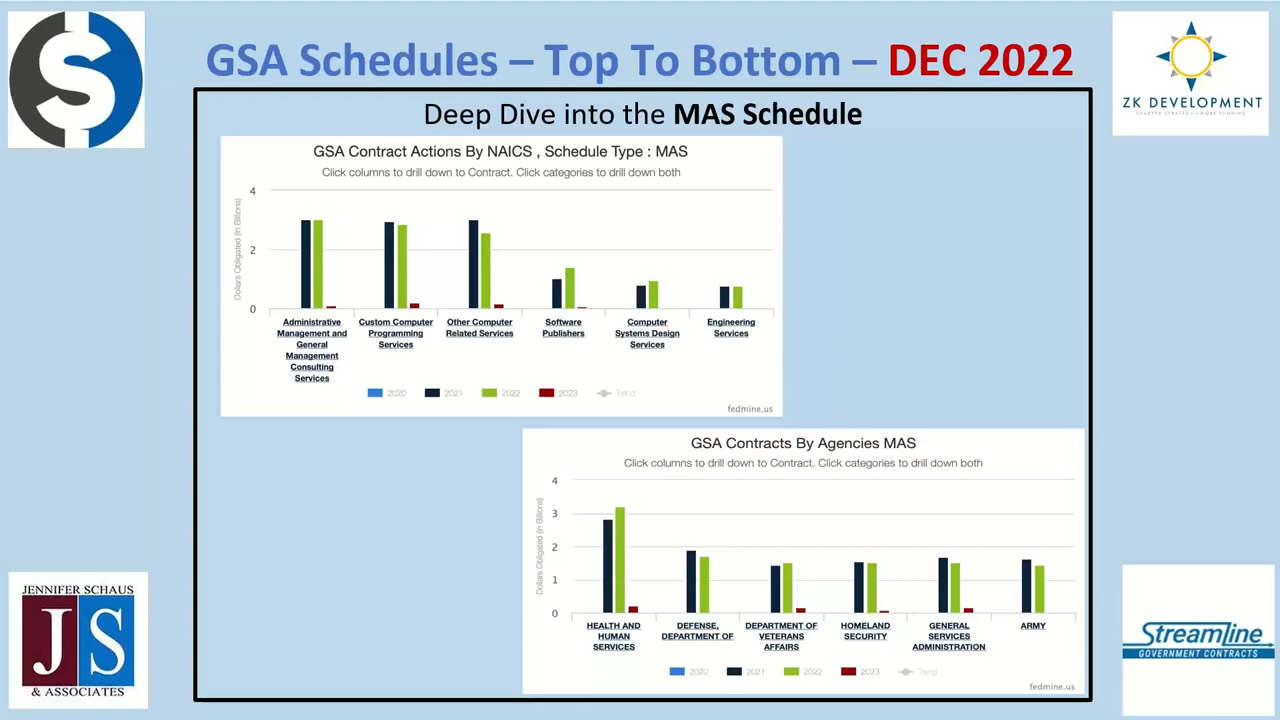 GSA Schedules – Top To Bottom – DEC 2022
Deep Dive into the MAS Schedule
S
ZK DEVELOPMENT
SMARTER STRATEGY—MORE FUNDING
GSA Contract Actions By NAICS , Schedule Type : MAS
Click columns to drill down to Contract. Click categories to drill down both
Dollars Obligated (in Billions)
4
2
0
Administrative
Management and
General
Management
Consulting
Services
Custom Computer
Programming
Services
Other Computer
Related Services
Software
Publishers
Computer
Systems Design
Services
Engineering
Services
2020 2021 2022 2023 Trend
fedmine.us
GSA Contracts By Agencies MAS
Click columns to drill down to Contract. Click categories to drill down both
Dollars Obligated (in Billions)
4
3
2
1
0
HEALTH AND
HUMAN
SERVICES
DEFENSE,
DEPARTMENT OF
DEPARTMENT OF
VETERANS
AFFAIRS
HOMELAND
SECURITY
GENERAL
SERVICES
ADMINISTRATION
ARMY
2020 2021 2022 2023 Trend
fedmine.us
JENNIFER SCHAUS
J S
& ASSOCIATES
Streamline
GOVERNMENT CONTRACTS